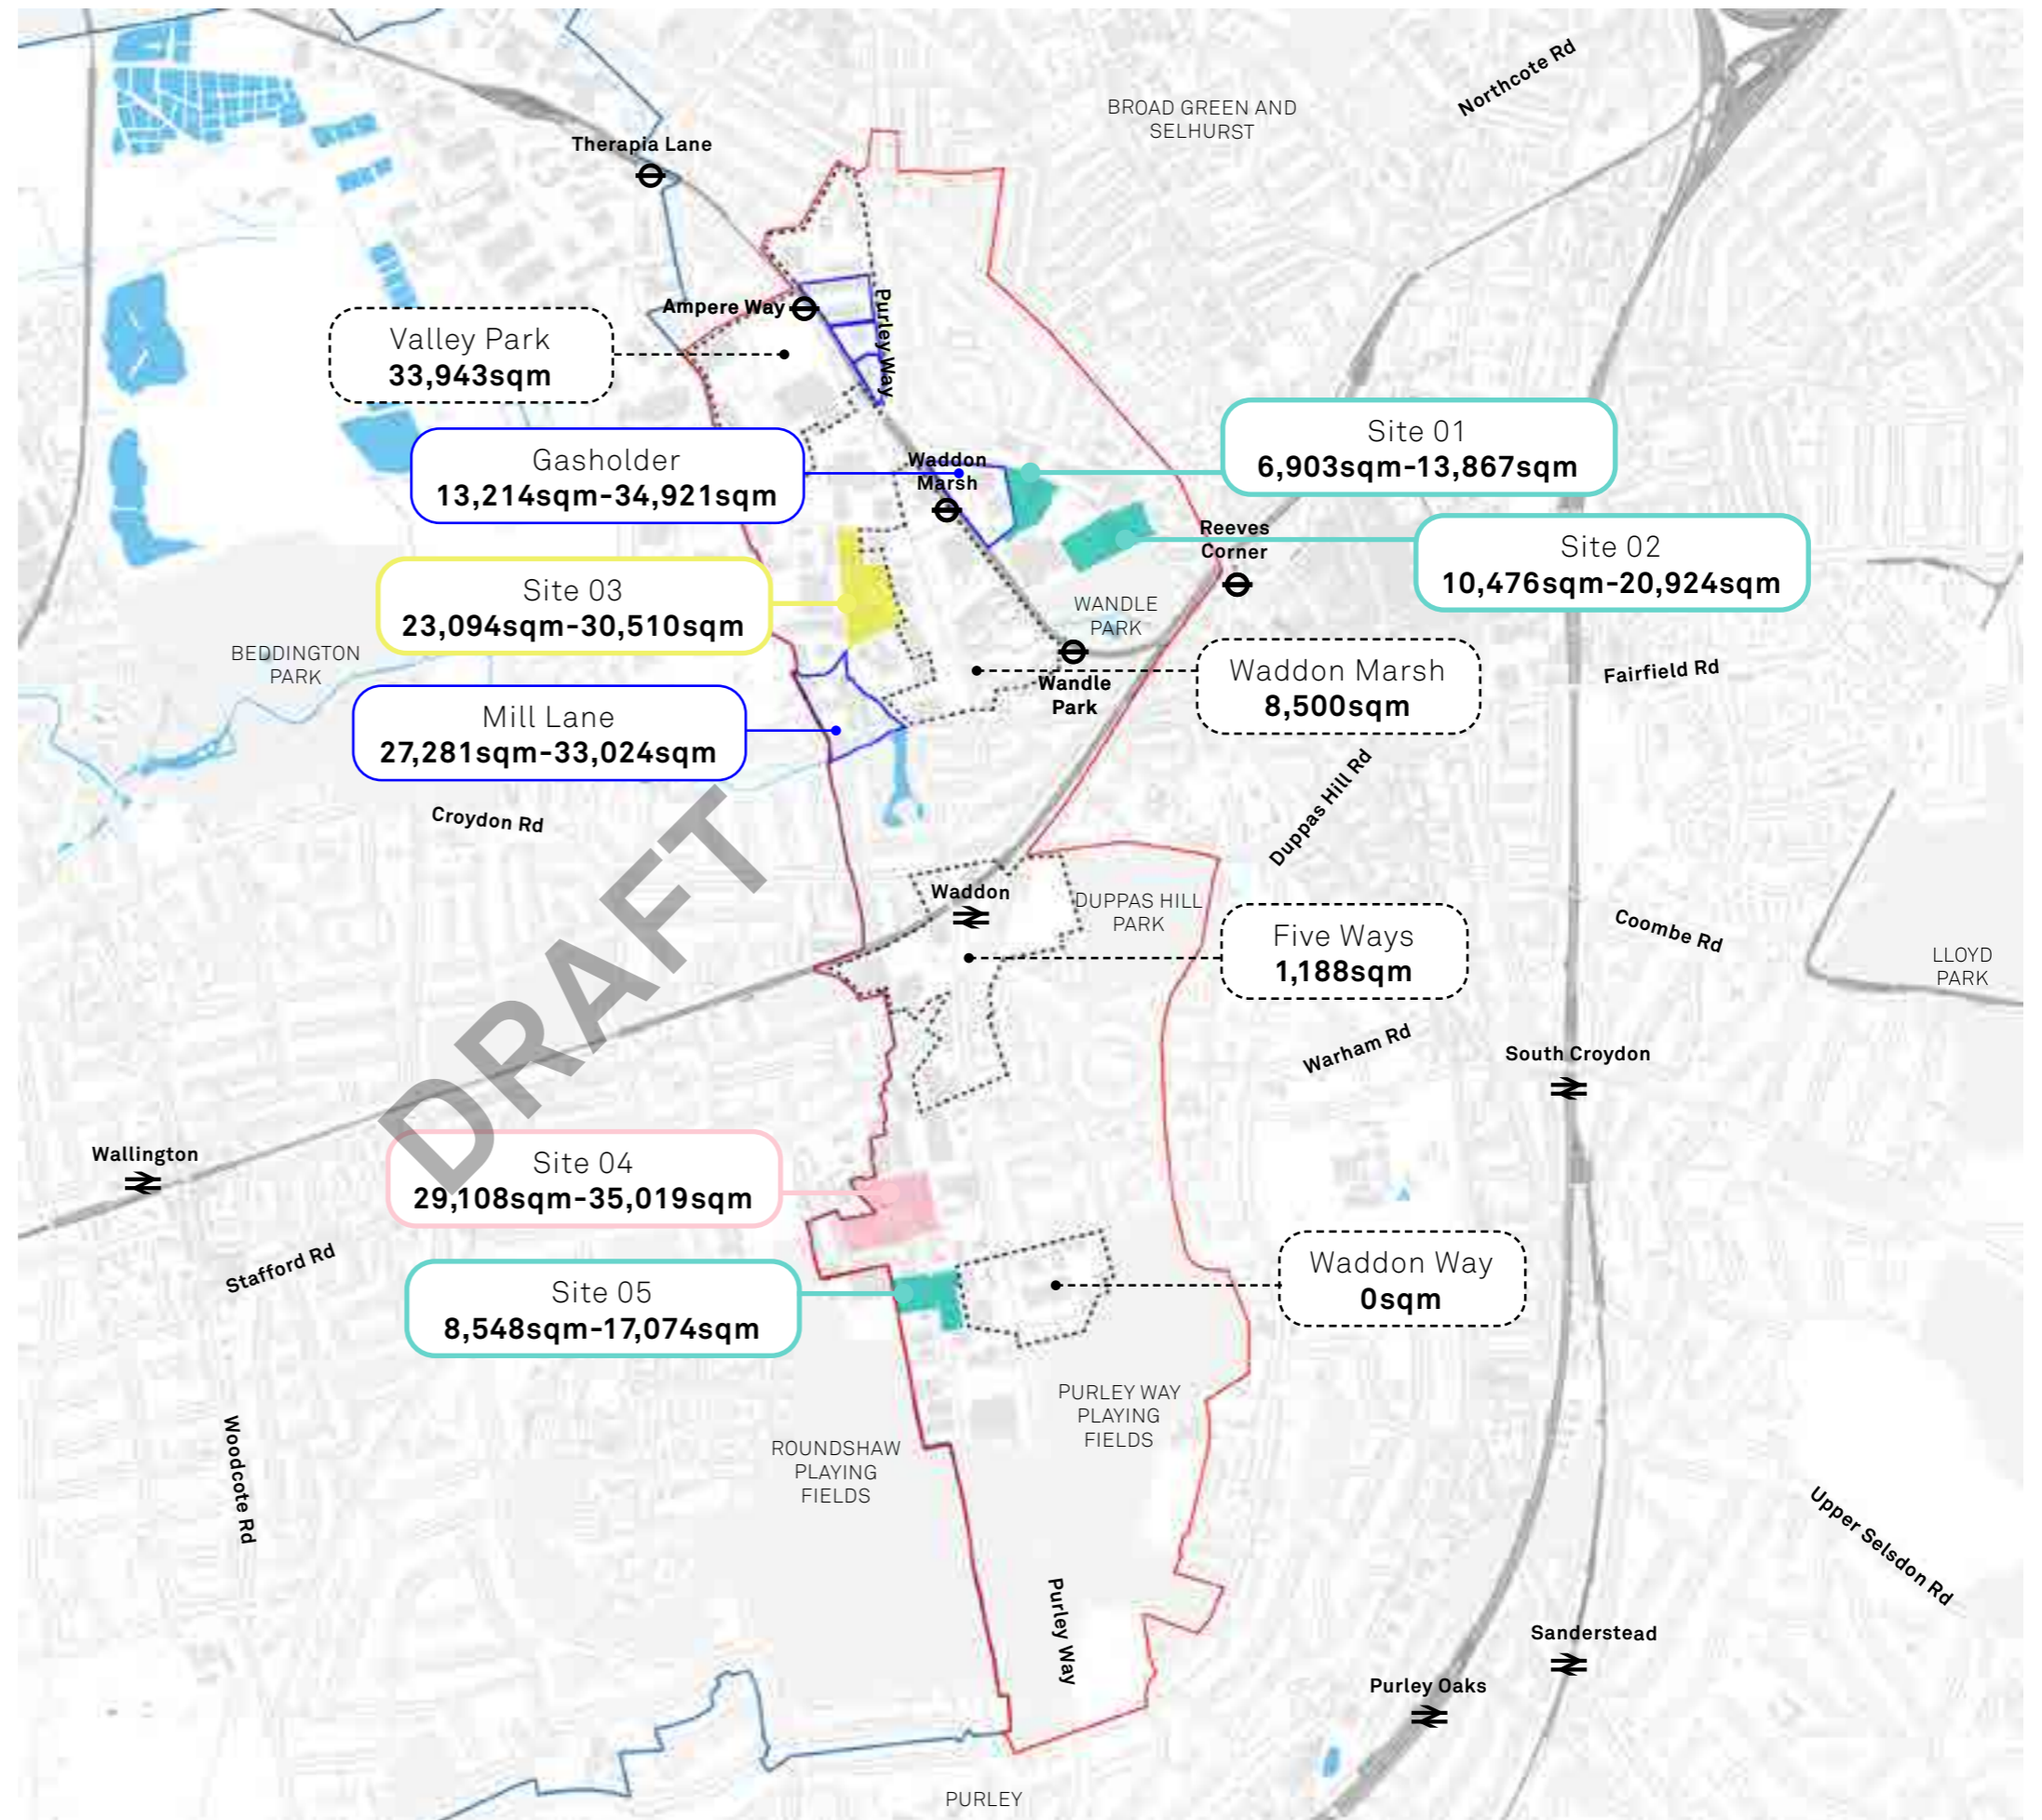 Northcote Rd
BROAD GREEN AND
SELHURST
Therapia Lane
Ampere Way
Purley Way
Valley Park
33,943sqm
Gasholder
13,214sqm-34,921sqm
Waddon
Marsh
Site 01
6,903sqm-13,867sqm
Reeves
Corner
Site 02
10,476sqm-20,924sqm
Site 03
23,094sqm-30,510sqm
WANDLE
PARK
BEDDINGTON
PARK
Wandle
Park
Waddon Marsh
8,500sqm
Fairfield Rd
Mill Lane
27,281sqm-33,024sqm
Croydon Rd
Duppas Hill Rd
DRAFT
Waddon
DUPPAS HILL
PARK
Five Ways
1,188sqm
Coombe Rd
LLOYD
PARK
Warham Rd
South Croydon
Wallington
Site 04
29,108sqm-35,019sqm
Stafford Rd
Site 05
8,548sqm-17,074sqm
Waddon Way
0sqm
Woodcote Rd
ROUNDSHAW
PLAYING
FIELDS
PURLEY WAY
PLAYING
FIELDS
Upper Selsdon Rd
Purley Way
Sanderstead
Purley Oaks
PURLEY